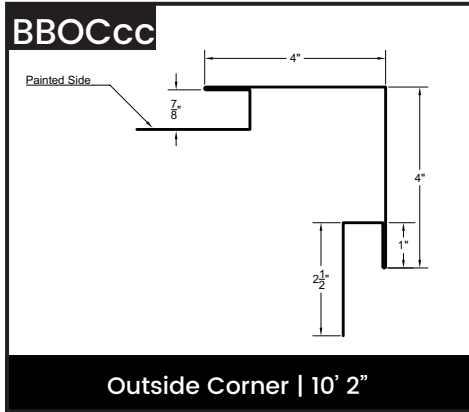 BBOCcc
4"
Painted Side
7/8"
4"
1"
2 1/2"
Outside Corner | 10’ 2”